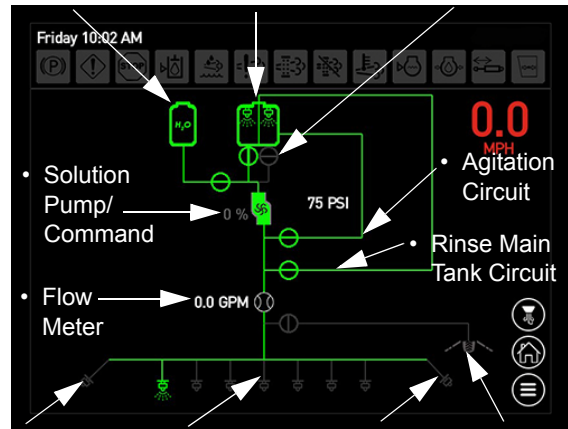 Friday 10:02 AM
(P)
STOP
H₂O
0.0
MPH
• Solution
Pump/
Command
0 %
75 PSI
• Agitation
Circuit
• Rinse Main
Tank Circuit
• Flow
Meter
0.0 GPM